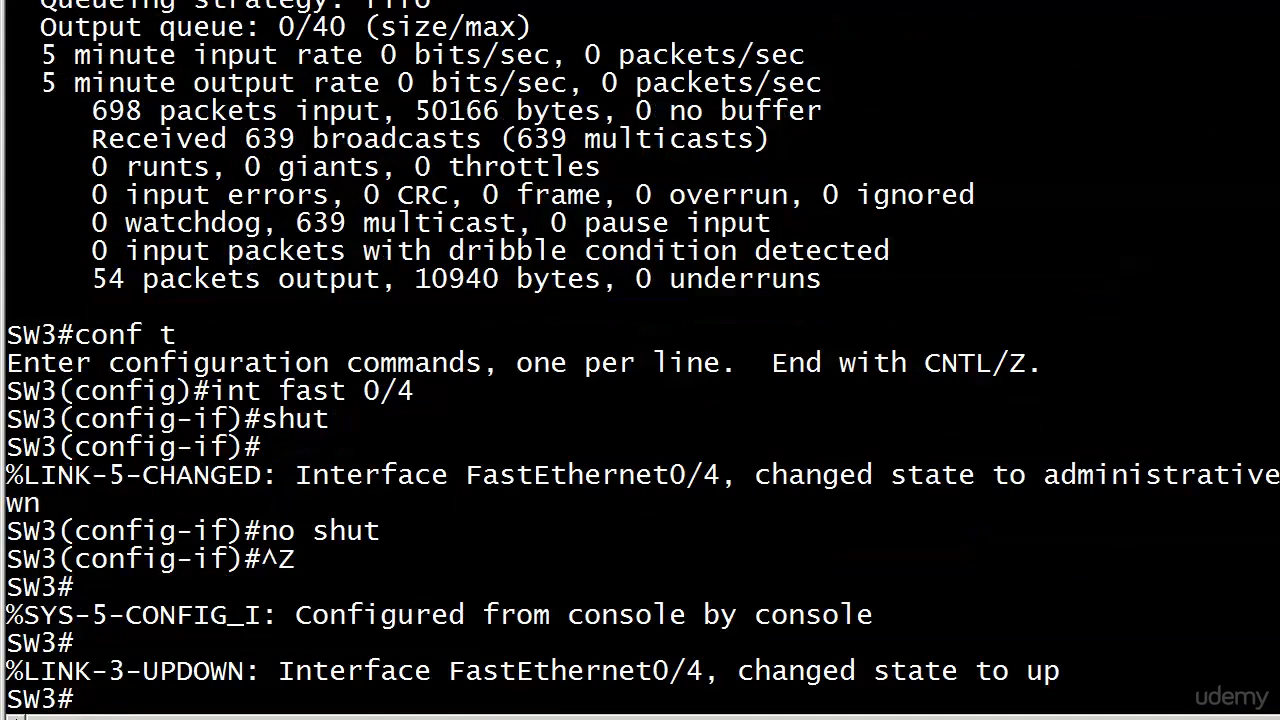 Queueing strategy: fifo
Output queue: 0/40 (size/max)
5 minute input rate 0 bits/sec, 0 packets/sec
5 minute output rate 0 bits/sec, 0 packets/sec
698 packets input, 50166 bytes, 0 no buffer
Received 639 broadcasts (639 multicasts)
0 runts, 0 giants, 0 throttles
0 input errors, 0 CRC, 0 frame, 0 overrun, 0 ignored
0 watchdog, 639 multicast, 0 pause input
0 input packets with dribble condition detected
54 packets output, 10940 bytes, 0 underruns
SW3#conf t
Enter configuration commands, one per line.  End with CNTL/Z.
SW3(config)#int fast 0/4
SW3(config-if)#shut
SW3(config-if)#
%LINK-5-CHANGED: Interface FastEthernet0/4, changed state to administrative
wn
SW3(config-if)#no shut
SW3(config-if)#^Z
SW3#
%SYS-5-CONFIG_I: Configured from console by console
SW3#
%LINK-3-UPDOWN: Interface FastEthernet0/4, changed state to up
SW3#
udemy